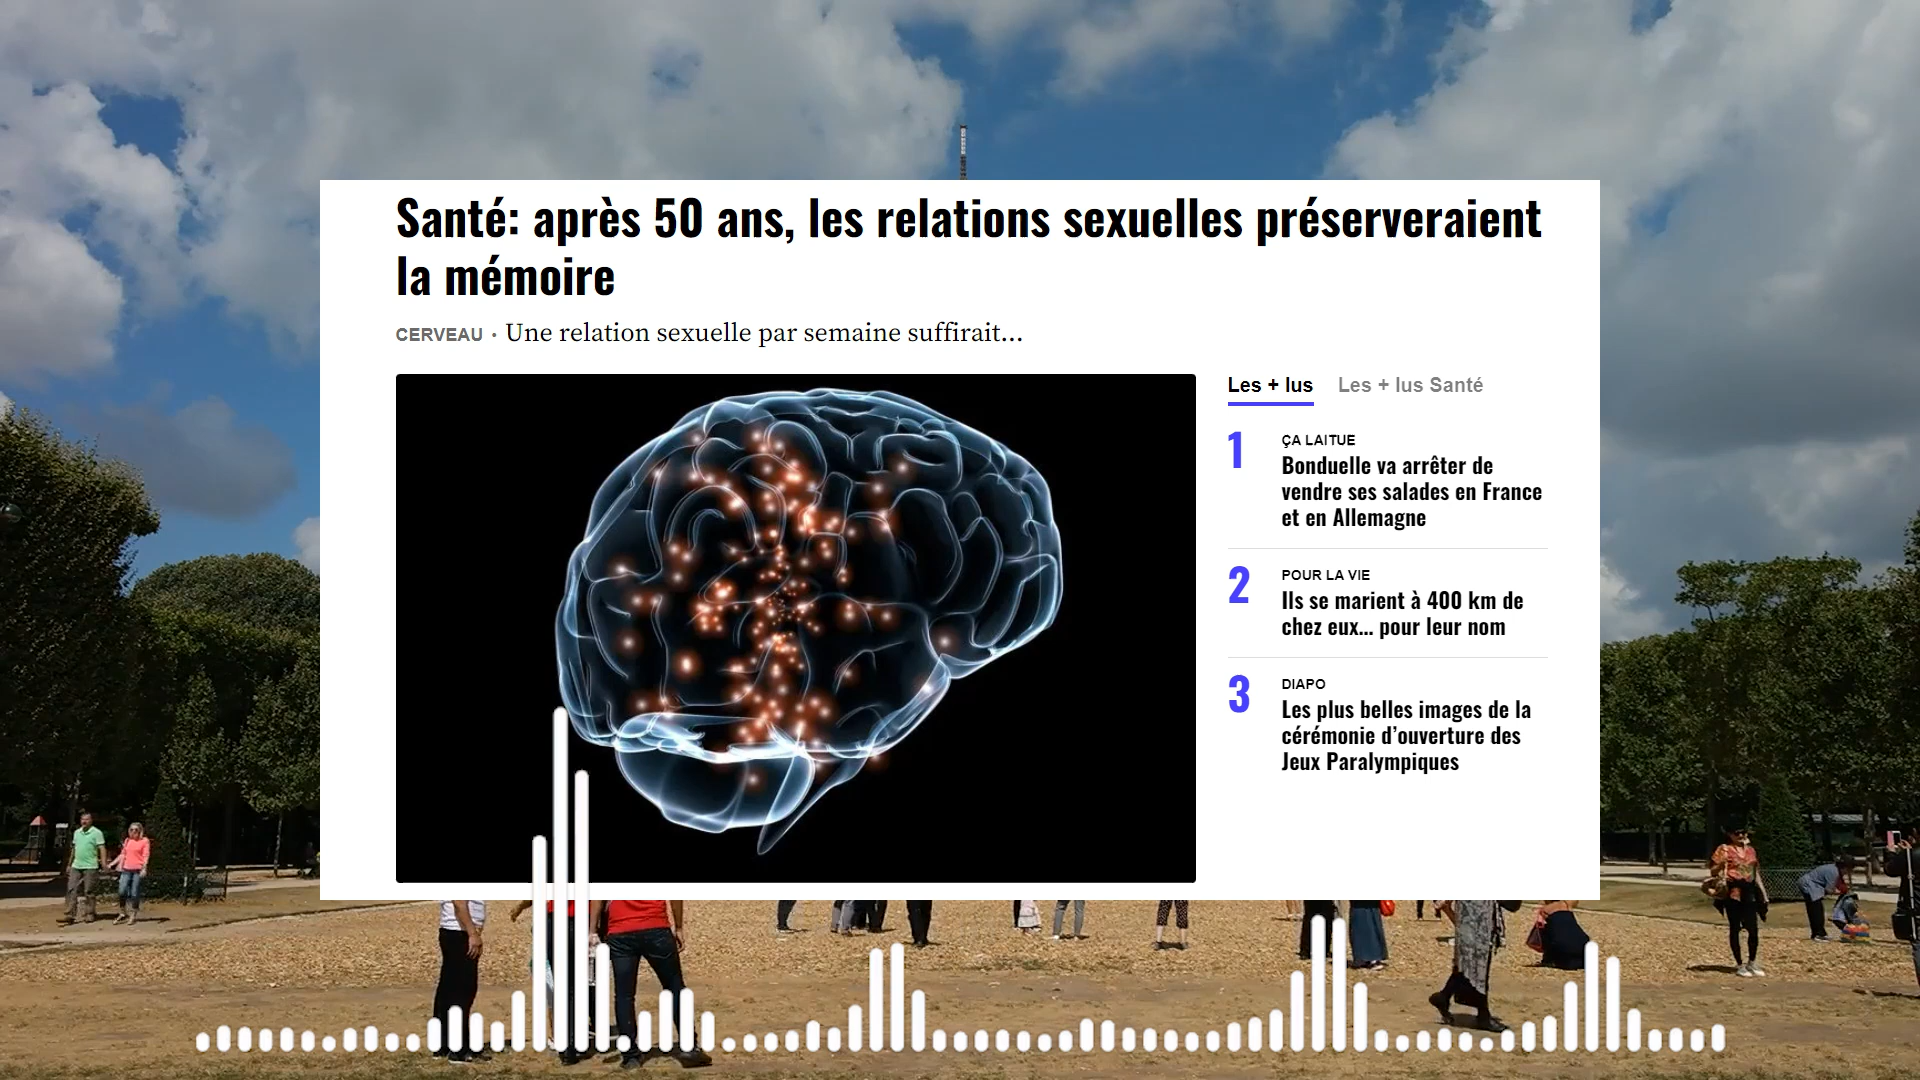 Santé: après 50 ans, les relations sexuelles préserveraient
la mémoire
CERVEAU • Une relation sexuelle par semaine suffirait...
Les + lus Les + lus Santé
1 ÇA LAITUE
Bonduelle va arrêter de
vendre ses salades en France
et en Allemagne
2 POUR LA VIE
Ils se marient à 400 km de
chez eux... pour leur nom
3 DIAPO
Les plus belles images de la
cérémonie d’ouverture des
Jeux Paralympiques